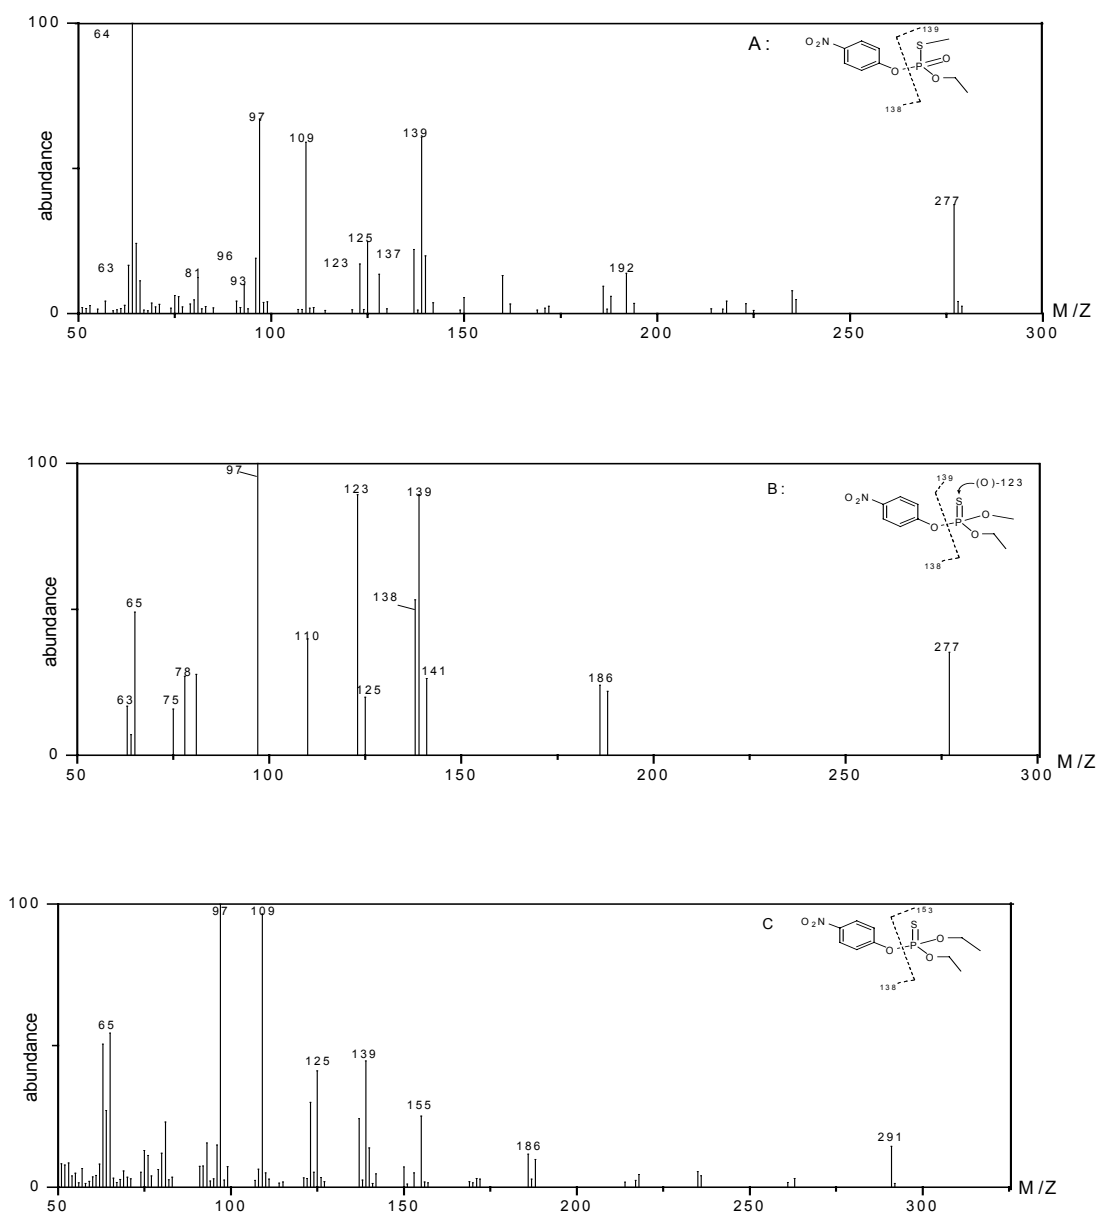 100
64
A :
O₂N
139
S
P
O
O
O
138
97
109
139
277
abundance
96
63
81
93
123
125
137
192
0
50
100
150
200
250
300
M /Z
100
97
123
139
B :
139
(O )-123
O₂N
S
O
P
O
O
138
65
138
abundance
110
277
78
63
75
125
141
186
0
50
100
150
200
250
300
M /Z
100
97
109
C
153
O₂N
S
O
P
O
O
138
65
125
139
abundance
155
186
291
0
50
100
150
200
250
300
M /Z